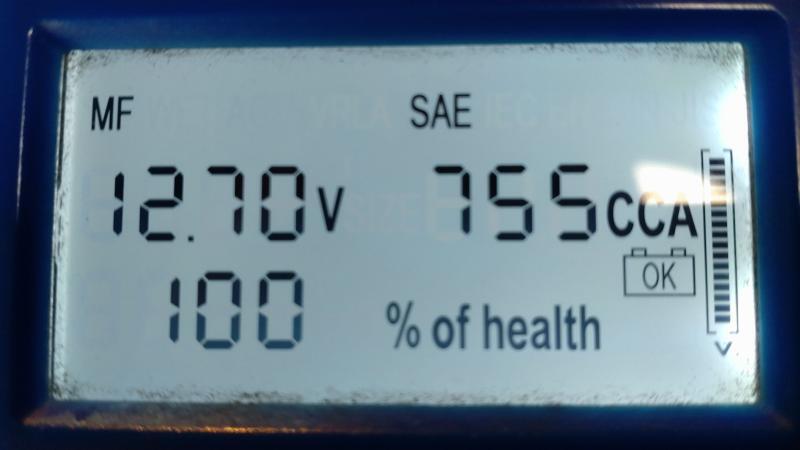 MF SAE
12.70 V 755 CCA
OK
100 % of health